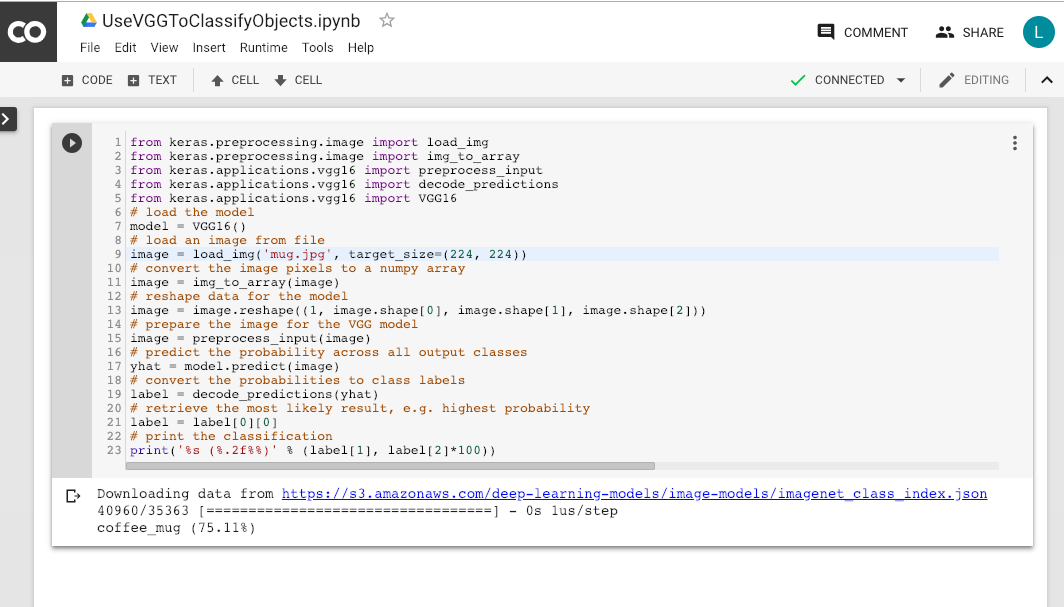 CO UseVGGToClassifyObjects.ipynb
COMMENT SHARE L
File Edit View Insert Runtime Tools Help
CODE TEXT CELL CELL CONNECTED EDITING
1 from keras.preprocessing.image import load_img
2 from keras.preprocessing.image import img_to_array
3 from keras.applications.vgg16 import preprocess_input
4 from keras.applications.vgg16 import decode_predictions
5 from keras.applications.vgg16 import VGG16
6 # load the model
7 model = VGG16()
8 # load an image from file
9 image = load_img('mug.jpg', target_size=(224, 224))
10 # convert the image pixels to a numpy array
11 image = img_to_array(image)
12 # reshape data for the model
13 image = image.reshape((1, image.shape[0], image.shape[1], image.shape[2]))
14 # prepare the image for the VGG model
15 image = preprocess_input(image)
16 # predict the probability across all output classes
17 yhat = model.predict(image)
18 # convert the probabilities to class labels
19 label = decode_predictions(yhat)
20 # retrieve the most likely result, e.g. highest probability
21 label = label[0][0]
22 # print the classification
23 print('%s (%.2f%%)' % (label[1], label[2]*100))
Downloading data from https://s3.amazonaws.com/deep-learning-models/image-models/imagenet_class_index.json
40960/35363 [==================================] - 0s 1us/step
coffee_mug (75.11%)